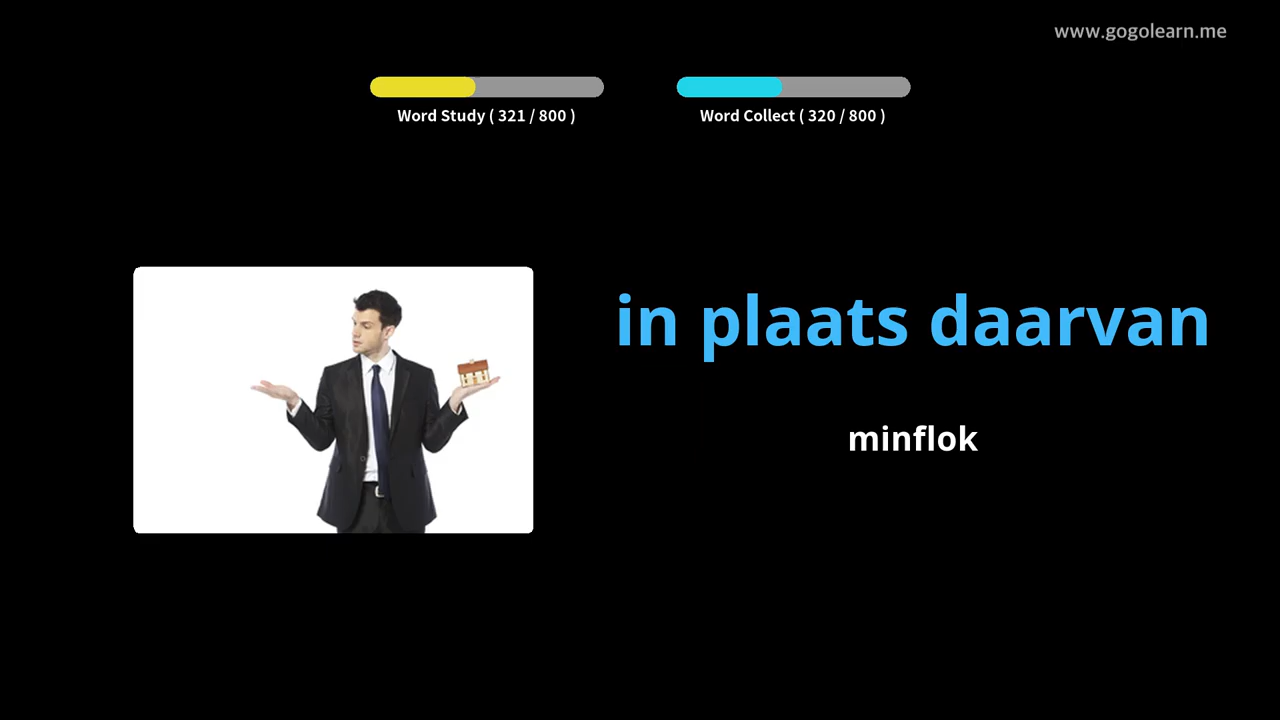 www.gogolearn.me
Word Study ( 321 / 800 )
Word Collect ( 320 / 800 )
in plaats daarvan
minflok